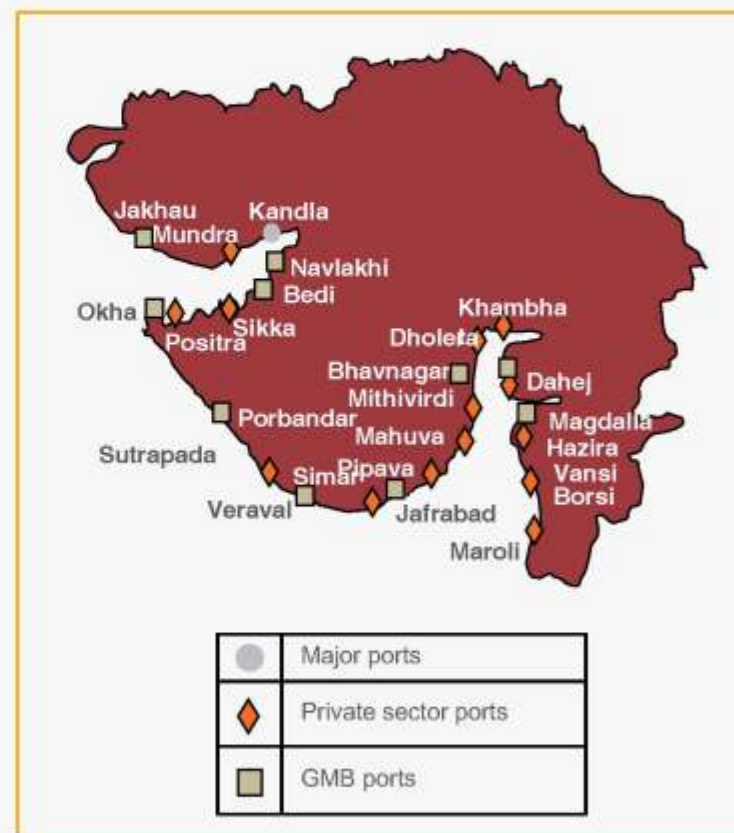 Jakhau
Kandla
Mundra
Navlakhi
Bedi
Okha
Sikka
Positra
Khambha
Dholera
Bhavnagar
Dahej
Mithivirdi
Porbandar
Magdalla
Mahuva
Hazira
Sutrapada
Simar
Pipava
Vansi
Borsi
Veraval
Jafrabad
Maroli
Major ports
Private sector ports
GMB ports